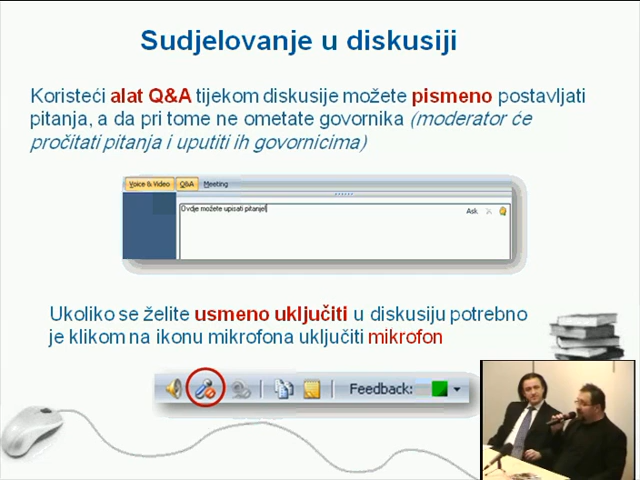 Sudjelovanje u diskusiji
Koristeći alat Q&A tijekom diskusije možete pismeno postavljati
pitanja, a da pri tome ne ometate govornika (moderator će
pročitati pitanja i uputiti ih govornicima)
Voice & Video Q&A Meeting
Ovdje možete upisati pitanje!
Ask
Ukoliko se želite usmeno uključiti u diskusiju potrebno
je klikom na ikonu mikrofona uključiti mikrofon
Feedback: